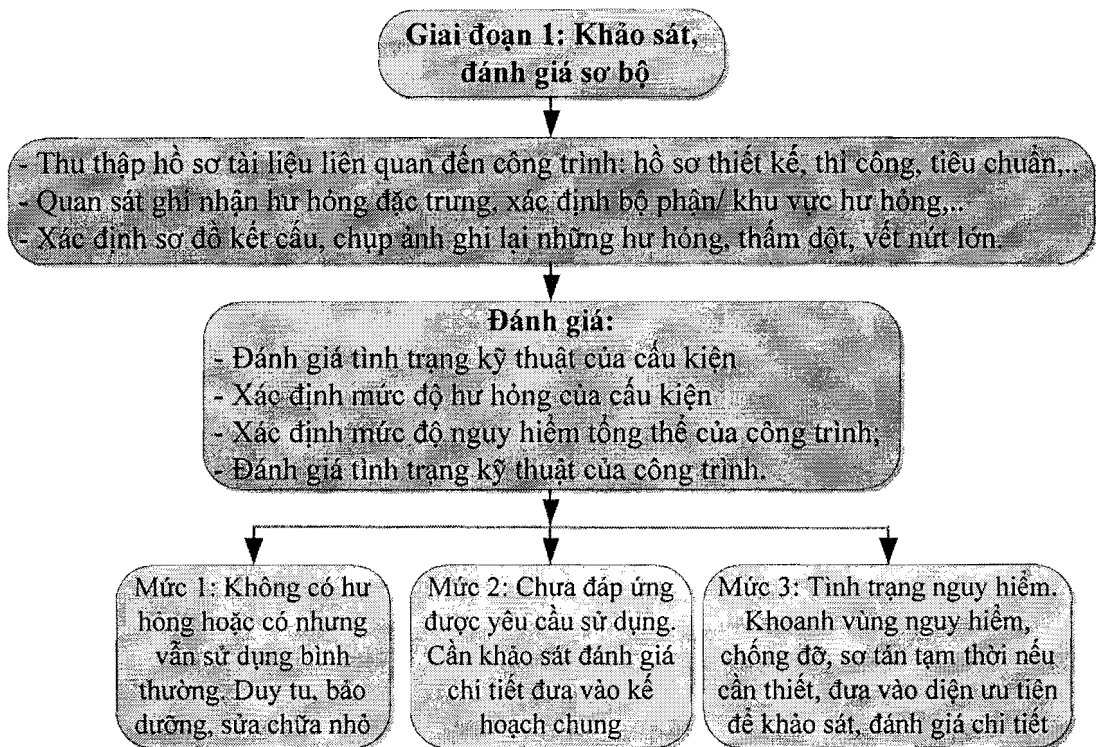 Giai đoạn 1: Khảo sát,
đánh giá sơ bộ
- Thu thập hồ sơ tài liệu liên quan đến công trình: hồ sơ thiết kế, thi công, tiêu chuẩn,..
- Quan sát ghi nhận hư hỏng đặc trưng, xác định bộ phận/ khu vực hư hỏng,..
- Xác định sơ đồ kết cấu, chụp ảnh ghi lại những hư hỏng, thấm dột, vết nứt lớn.
Đánh giá:
- Đánh giá tình trạng kỹ thuật của cấu kiện
- Xác định mức độ hư hỏng của cấu kiện
- Xác định mức độ nguy hiểm tổng thể của công trình;
- Đánh giá tình trạng kỹ thuật của công trình.
Mức 1: Không có hư
hỏng hoặc có nhưng
vẫn sử dụng bình
thường, Duy tu, bảo
dưỡng, sửa chữa nhỏ
Mức 2: Chưa đáp ứng
được yêu cầu sử dụng.
Cần khảo sát đánh giá
chi tiết đưa vào kế
hoạch chung
Mức 3: Tình trạng nguy hiểm.
Khoanh vùng nguy hiểm,
chống đỡ, sơ tán tạm thời nếu
cần thiết, đưa vào diện ưu tiên
để khảo sát, đánh giá chi tiết